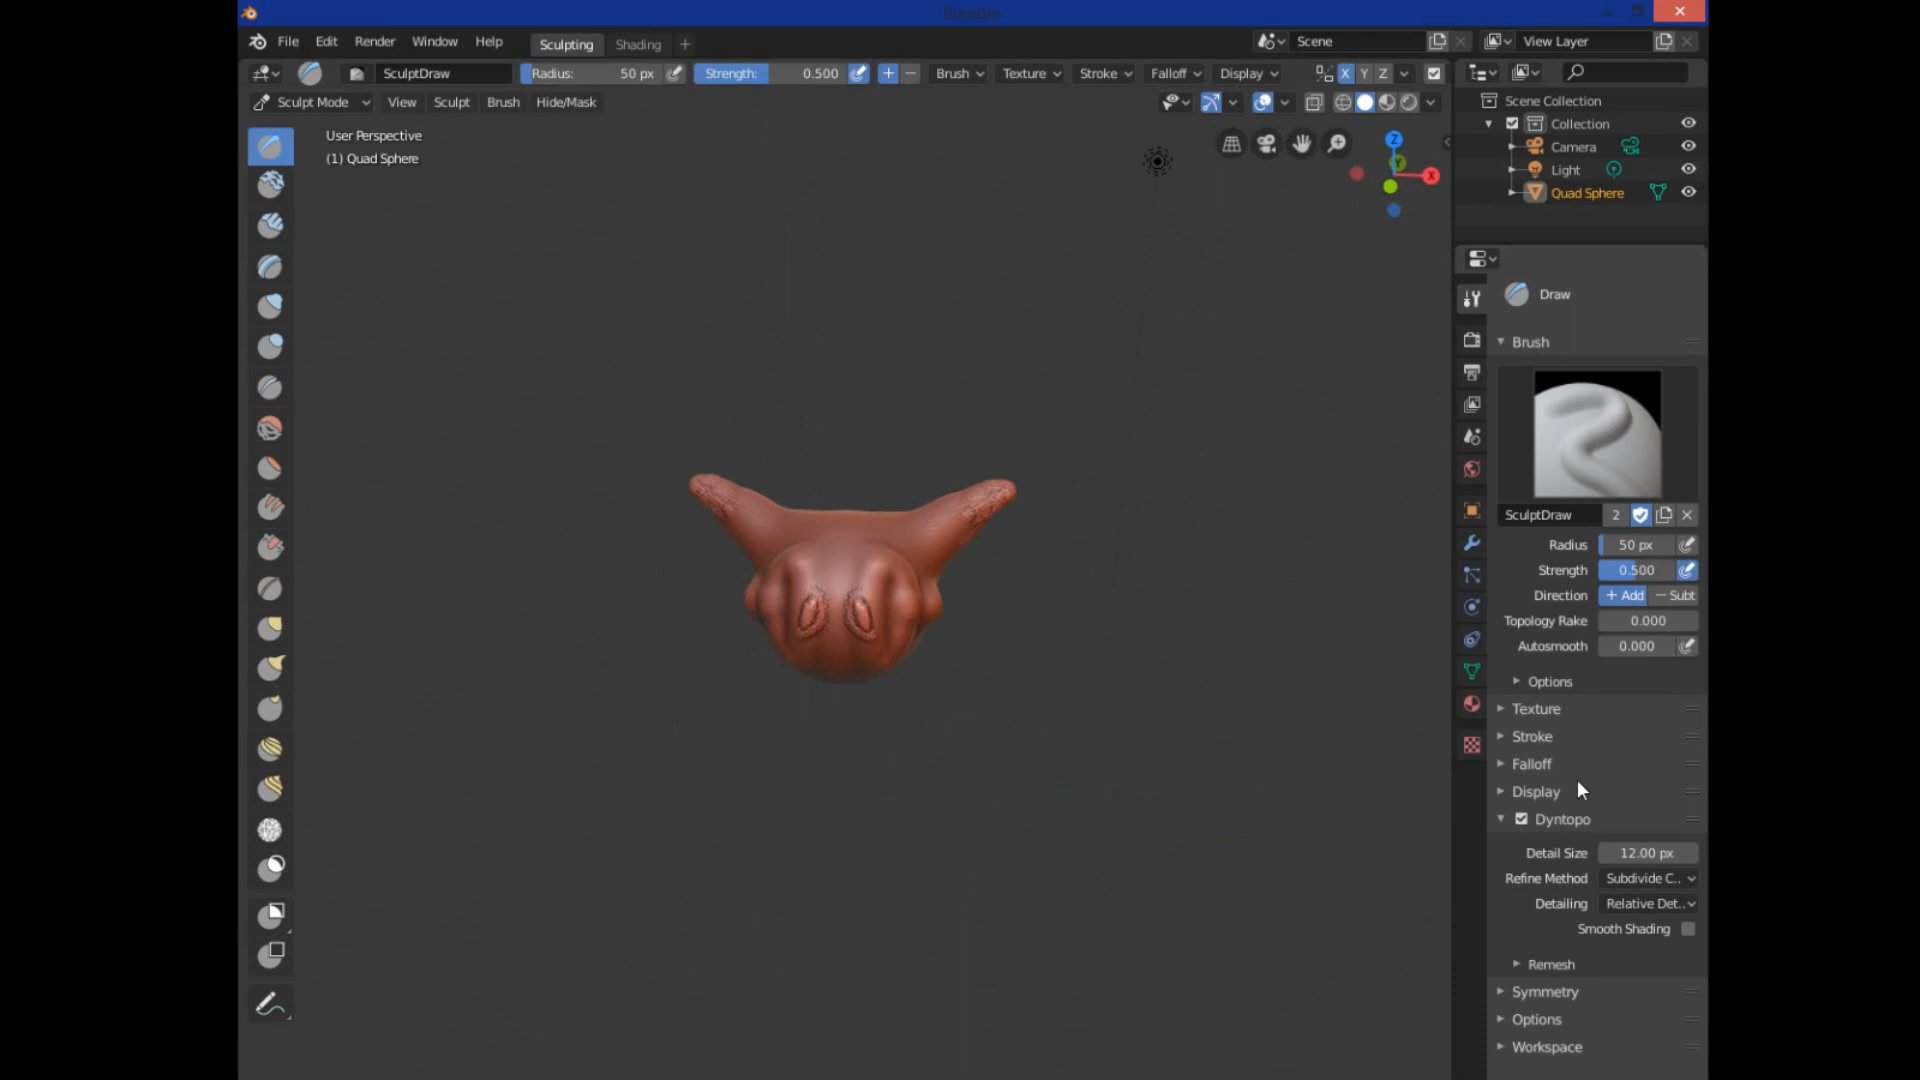 Blender
File Edit Render Window Help Sculpting Shading + Scene View Layer
SculptDraw Radius: 50 px Strength: 0.500 + − Brush Texture Stroke Falloff Display X Y Z
Sculpt Mode View Sculpt Brush Hide/Mask
User Perspective
(1) Quad Sphere
Z
Y
X
Scene Collection
Collection
Camera
Light
Quad Sphere
Draw
Brush
SculptDraw 2
Radius 50 px
Strength 0.500
Direction + Add − Subt
Topology Rake 0.000
Autosmooth 0.000
Options
Texture
Stroke
Falloff
Display
Dyntopo
Detail Size 12.00 px
Refine Method Subdivide C..
Detailing Relative Det..
Smooth Shading
Remesh
Symmetry
Options
Workspace